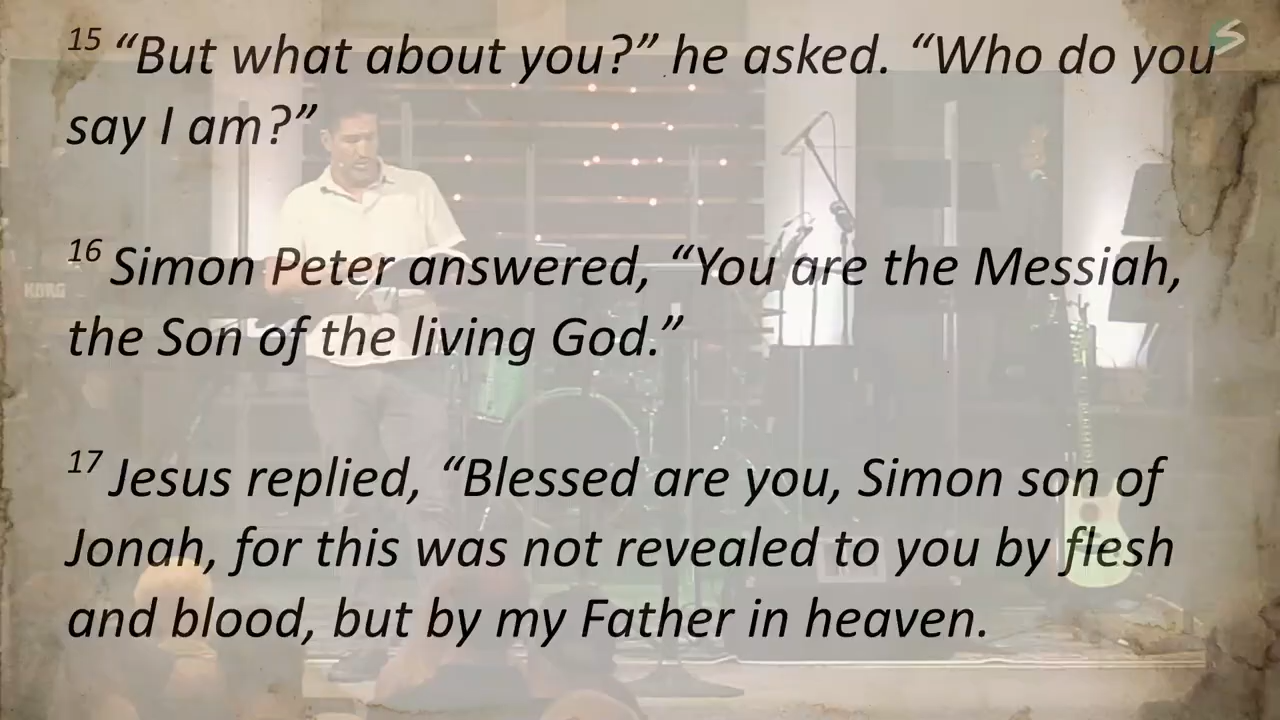 15 “But what about you?” he asked. “Who do you
say I am?”
16 Simon Peter answered, “You are the Messiah,
the Son of the living God.”
17 Jesus replied, “Blessed are you, Simon son of
Jonah, for this was not revealed to you by flesh
and blood, but by my Father in heaven.
KORG